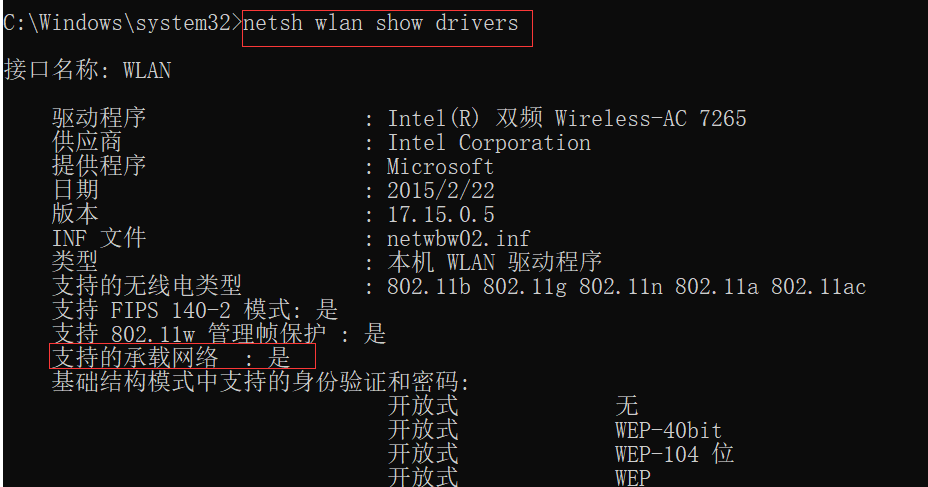 C:\Windows\system32>netsh wlan show drivers
接口名称: WLAN
驱动程序 : Intel(R) 双频 Wireless-AC 7265
供应商 : Intel Corporation
提供程序 : Microsoft
日期 : 2015/2/22
版本 : 17.15.0.5
INF 文件 : netwbw02.inf
类型 : 本机 WLAN 驱动程序
支持的无线电类型 : 802.11b 802.11g 802.11n 802.11a 802.11ac
支持 FIPS 140-2 模式: 是
支持 802.11w 管理帧保护 : 是
支持的承载网络 : 是
基础结构模式中支持的身份验证和密码:
开放式 无
开放式 WEP-40bit
开放式 WEP-104 位
开放式 WEP